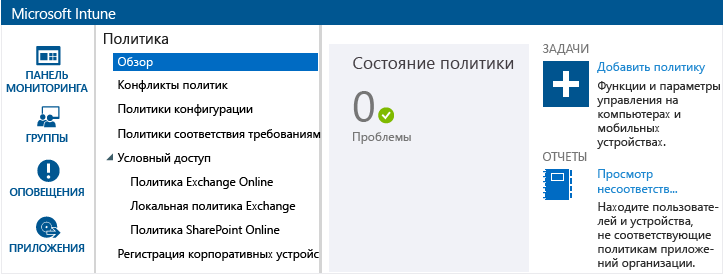 Microsoft Intune
ПАНЕЛЬ
МОНИТОРИНГА
ГРУППЫ
ОПОВЕЩЕНИЯ
ПРИЛОЖЕНИЯ
Политика
Обзор
Конфликты политик
Политики конфигурации
Политики соответствия требованиям
Условный доступ
Политика Exchange Online
Локальная политика Exchange
Политика SharePoint Online
Регистрация корпоративных устройс
Состояние политики
0
Проблемы
ЗАДАЧИ
Добавить политику
Функции и параметры
управления на
компьютерах и
мобильных
устройствах.
ОТЧЕТЫ
Просмотр
несоответств...
Находите пользовате-
лей и устройства,
не соответствующие
политикам приложе-
ний организации.